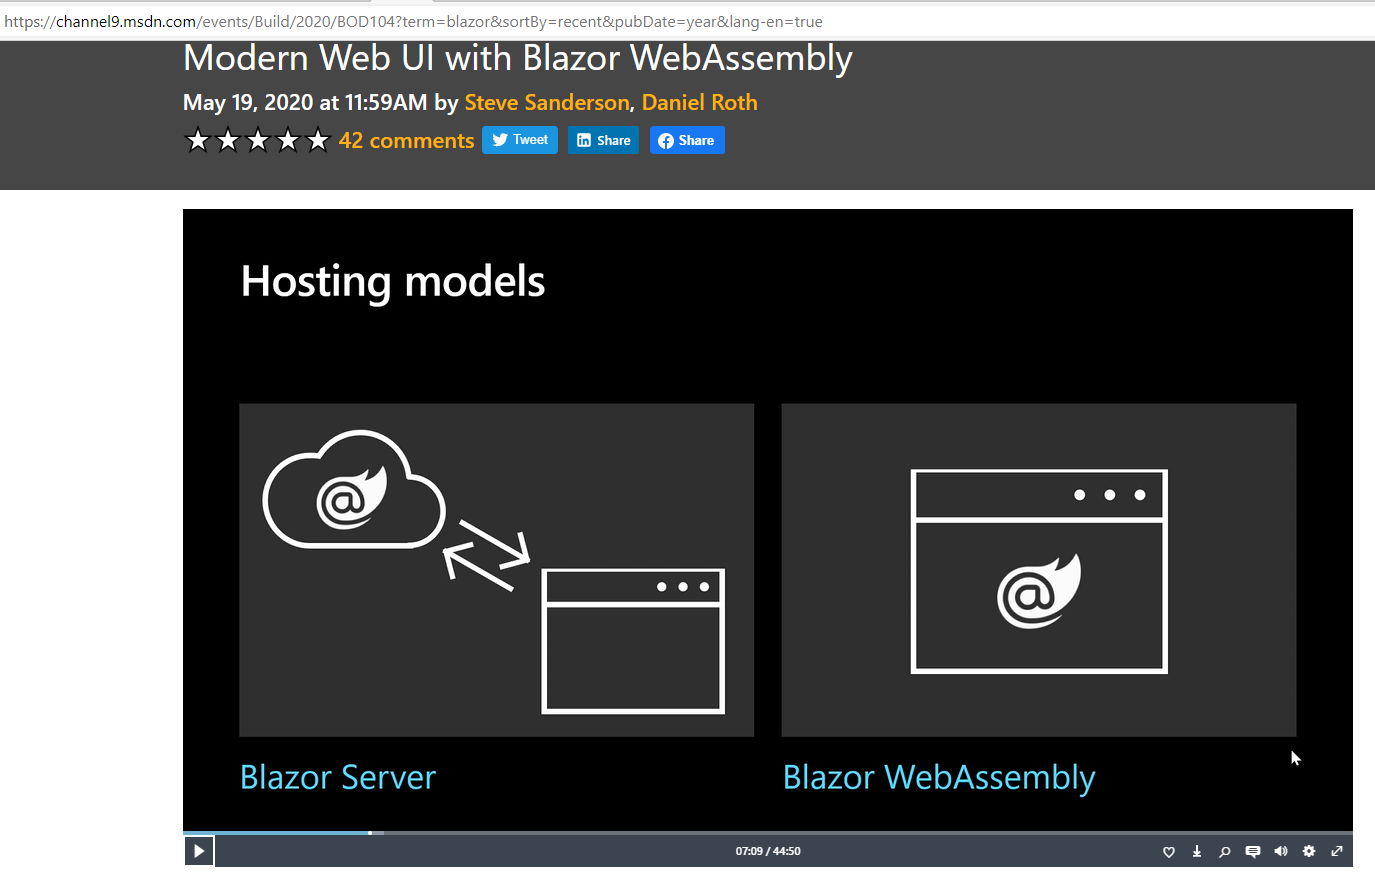 https://channel9.msdn.com/events/Build/2020/BOD104?term=blazor&sortBy=recent&pubDate=year&lang-en=true
Modern Web UI with Blazor WebAssembly
May 19, 2020 at 11:59AM by Steve Sanderson, Daniel Roth
42 comments Tweet Share Share
Hosting models
@ @
Blazor Server Blazor WebAssembly
07:09 / 44:50